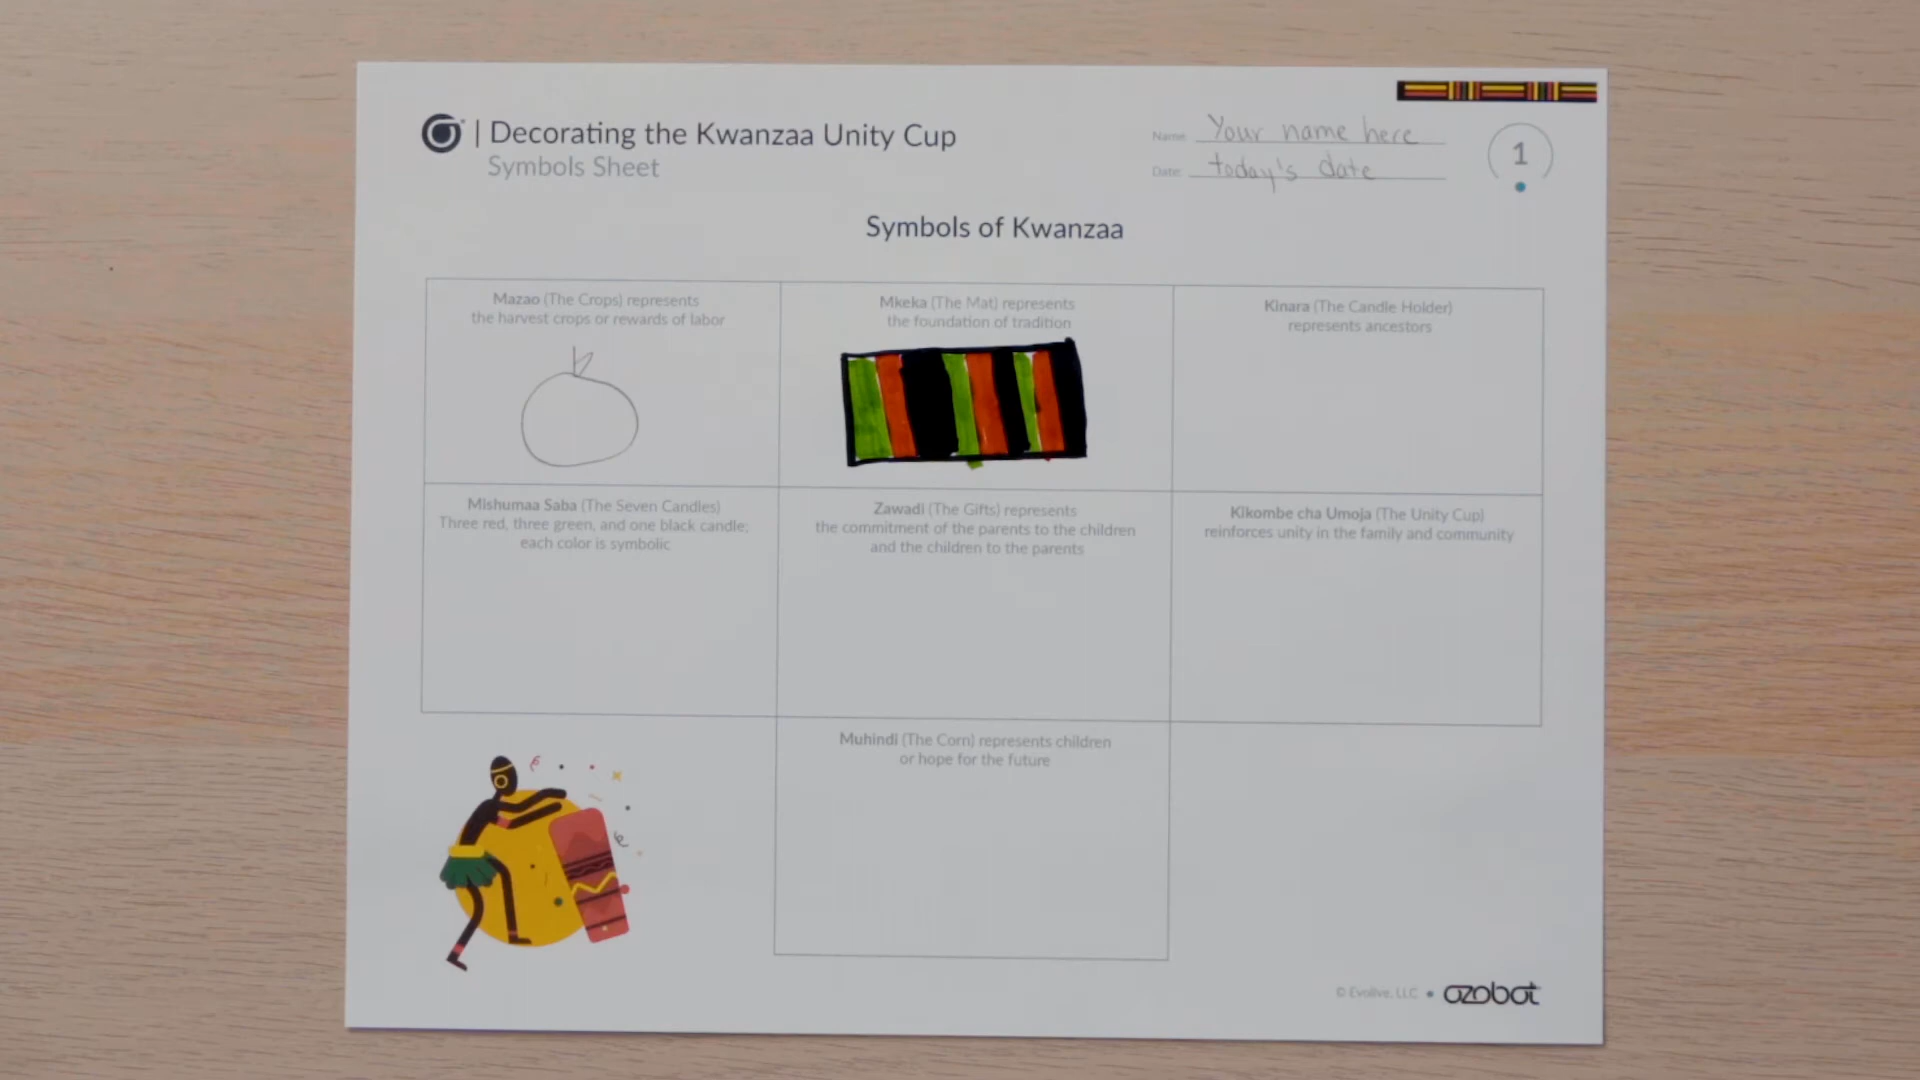 | Decorating the Kwanzaa Unity Cup
Symbols Sheet
Name: Your name here
Date: today's date
1
Symbols of Kwanzaa
Mazao (The Crops) represents
the harvest crops or rewards of labor
Mkeka (The Mat) represents
the foundation of tradition
Kinara (The Candle Holder)
represents ancestors
Mishumaa Saba (The Seven Candles)
Three red, three green, and one black candle;
each color is symbolic
Zawadi (The Gifts) represents
the commitment of the parents to the children
and the children to the parents
Kikombe cha Umoja (The Unity Cup)
reinforces unity in the family and community
Muhindi (The Corn) represents children
or hope for the future
© Evollve, LLC • ozobot